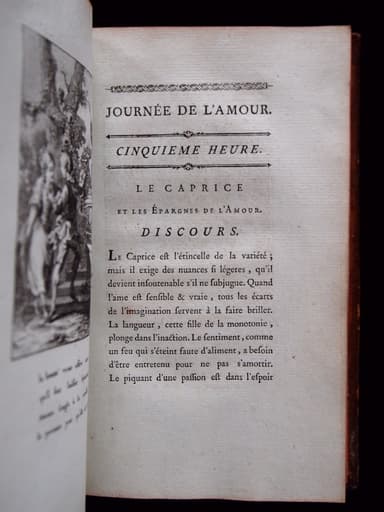 JOURNÉE DE L'AMOUR.
CINQUIEME HEURE.
LE CAPRICE
ET LES ÉPARGNES DE L'AMOUR.
DISCOURS.
LE Caprice est l'étincelle de la variété ;
mais il exige des nuances si légeres , qu'il
devient insoutenable s'il ne subjugue. Quand
l'ame est sensible & vraie , tous les écarts
de l'imagination servent à la faire briller.
La langueur , cette fille de la monotonie ,
plonge dans l'inaction. Le sentiment, comme
un feu qui s'éteint faute d'aliment, a besoin
d'être entretenu pour ne pas s'amortir.
Le piquant d'une passion est dans l'espoir